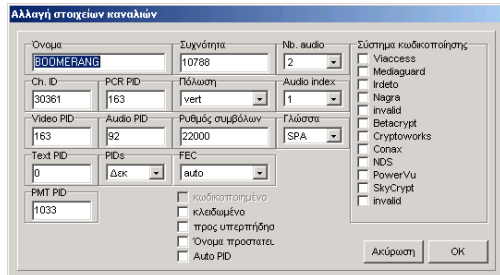 Αλλαγή στοιχείων καναλιών
Όνομα
BOOMERANG
Συχνότητα
10788
Nb. audio
2
Ch. ID
30361
PCR PID
163
Πόλωση
vert
Audio index
1
Video PID
163
Audio PID
92
Ρυθμός συμβόλων
22000
Γλώσσα
SPA
Text PID
0
PIDs
Δεκ
FEC
auto
PMT PID
1033
κωδικοποιημένο
κλειδωμένο
προς υπερπήδησ
Όνομα προστατει
Auto PID
Σύστημα κωδικοποίησης
Viaccess
Mediaguard
Irdeto
Nagra
invalid
Betacrypt
Cryptoworks
Conax
NDS
PowerVu
SkyCrypt
invalid
Ακύρωση
OK